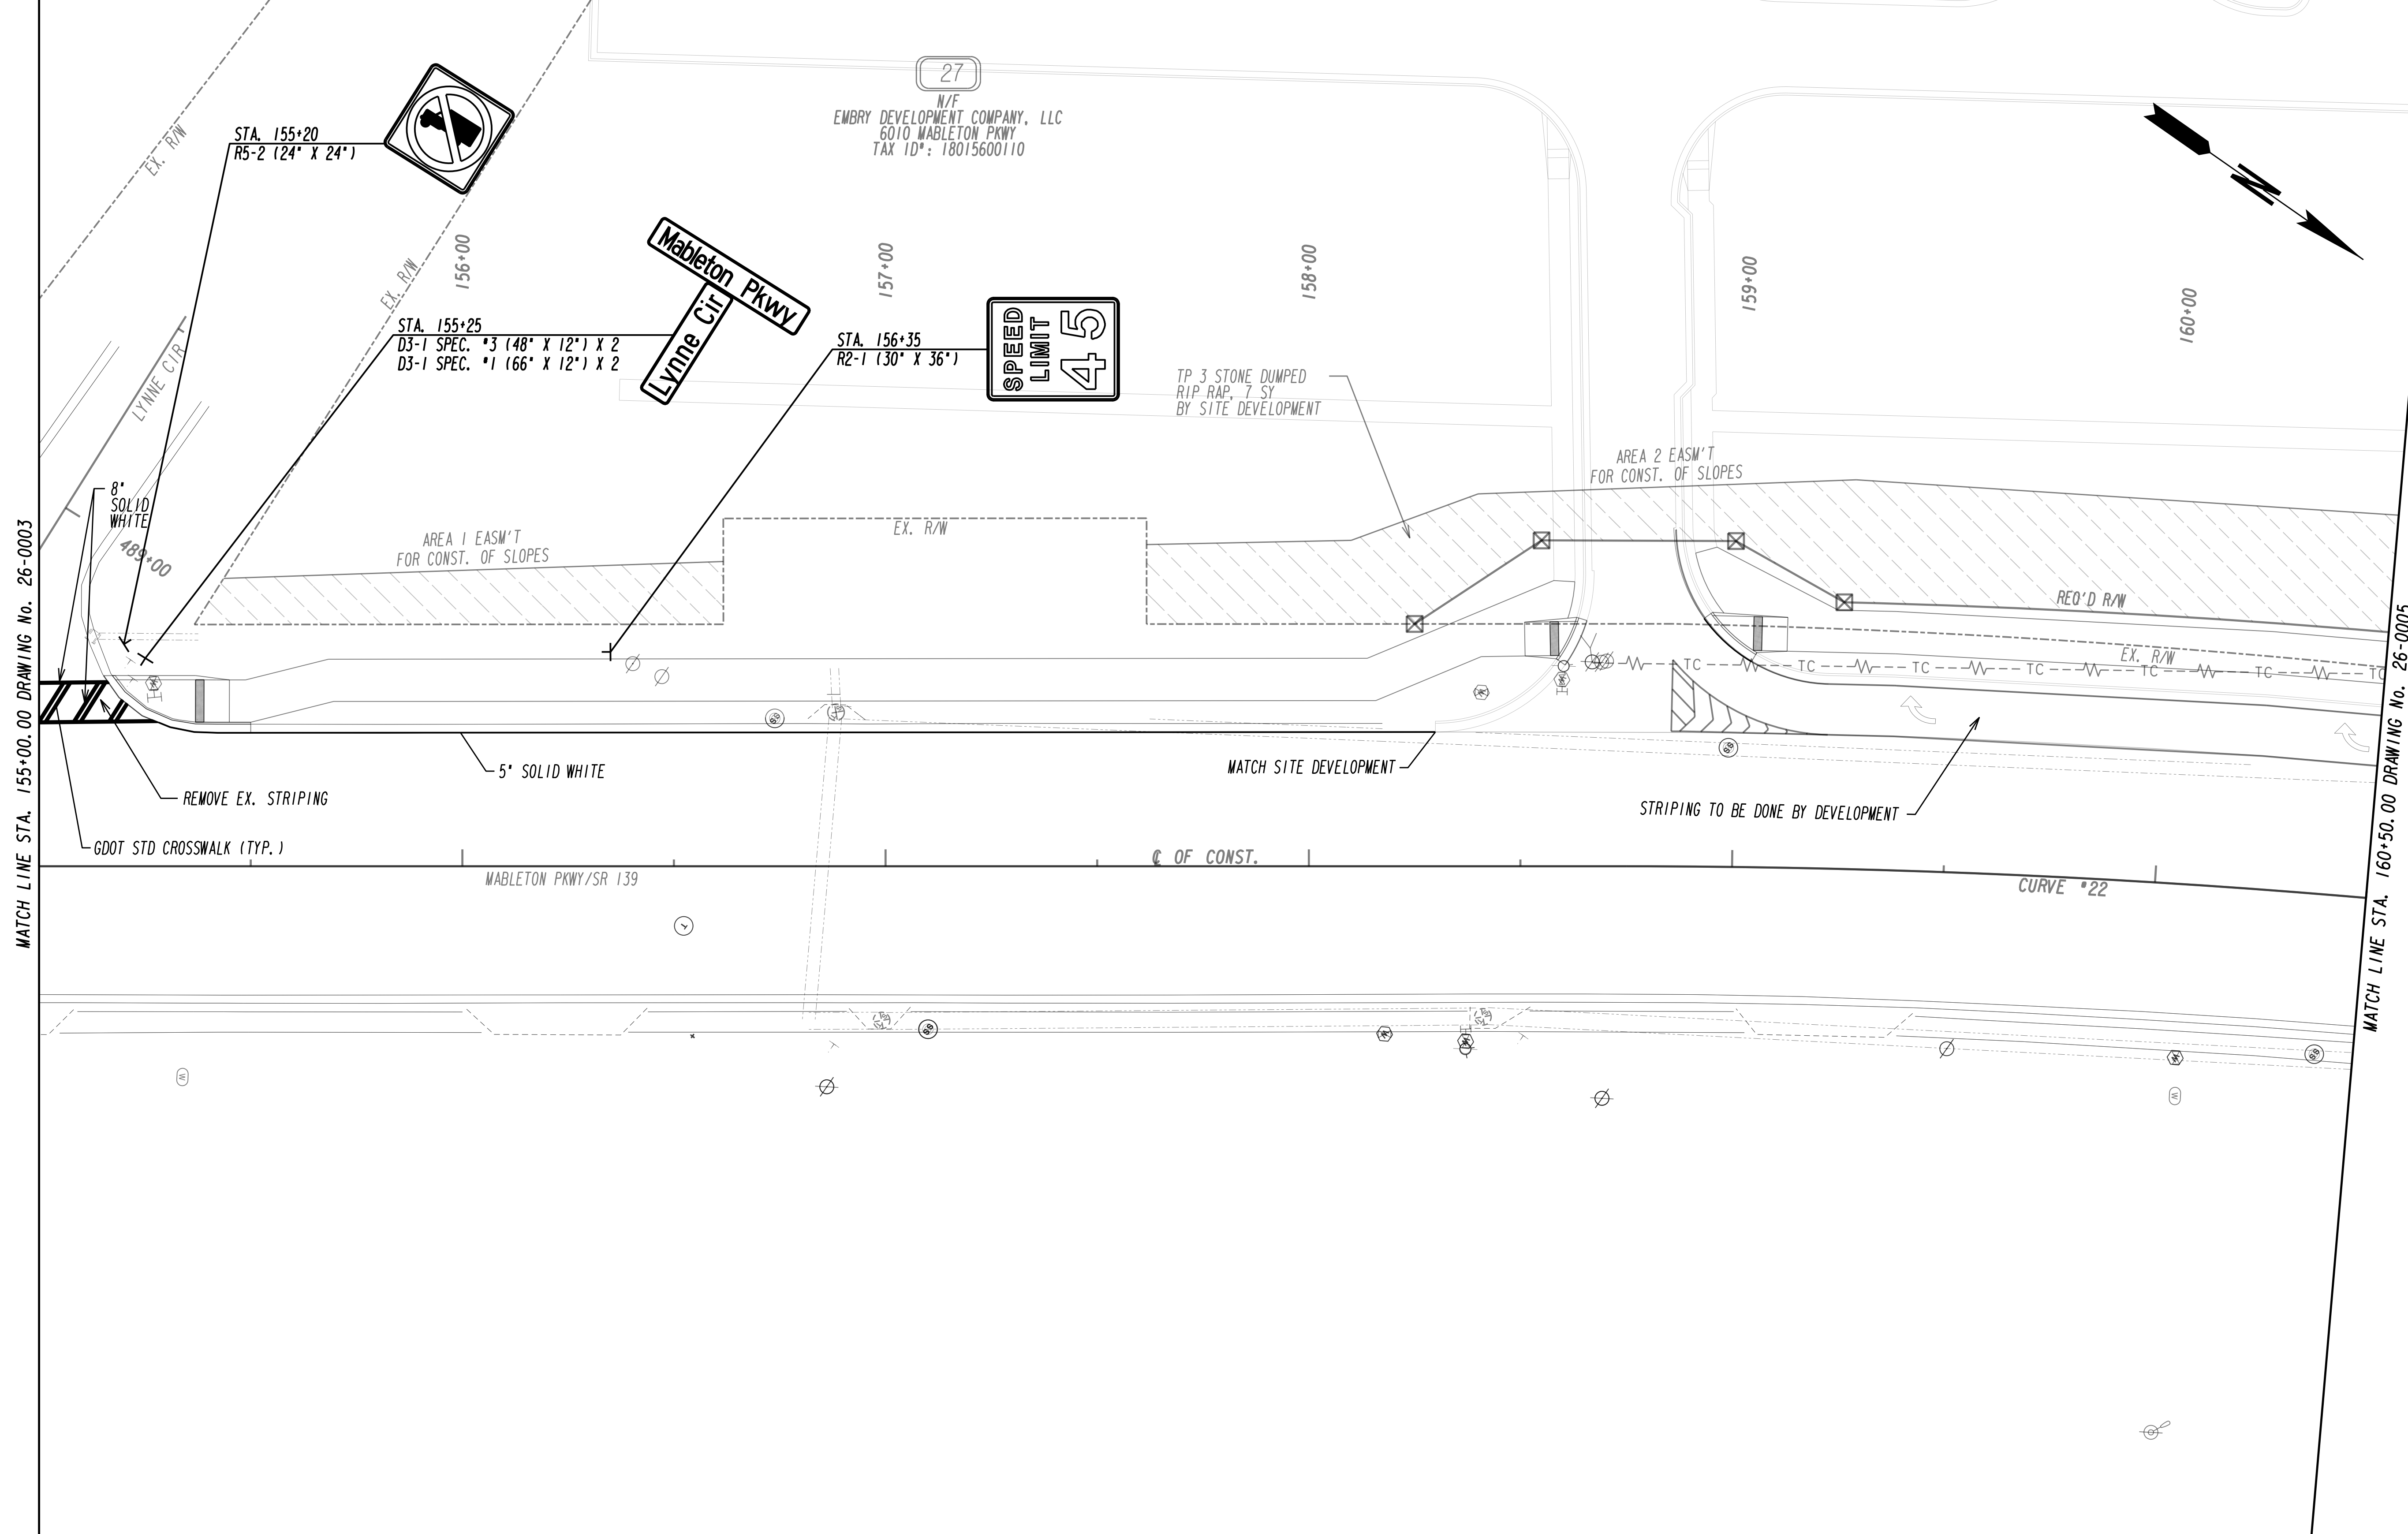 27
N/F
EMBRY DEVELOPMENT COMPANY, LLC
6010 MABLETON PKWY
TAX ID": 18015600110
N
EX. R/W
STA. 155+20
R5-2 (24" X 24")
EX. R/W
156+00
157+00
158+00
159+00
160+00
Mableton Pkwy
Lynne Cir
STA. 155+25
D3-1 SPEC. "3 (48" X 12") X 2
D3-1 SPEC. "1 (66" X 12") X 2
STA. 156+35
R2-1 (30" X 36")
SPEED
LIMIT
45
LYNNE CIR
TP 3 STONE DUMPED
RIP RAP, 7 SY
BY SITE DEVELOPMENT
AREA 2 EASM'T
FOR CONST. OF SLOPES
8"
SOLID
WHITE
489+00
AREA 1 EASM'T
FOR CONST. OF SLOPES
EX. R/W
REQ'D R/W
EX. R/W
TC TC TC TC TC TC TC
SS
SS
5" SOLID WHITE
MATCH SITE DEVELOPMENT
REMOVE EX. STRIPING
STRIPING TO BE DONE BY DEVELOPMENT
GDOT STD CROSSWALK (TYP.)
℄ OF CONST.
MABLETON PKWY/SR 139
CURVE "22
T
SS
SS
W
W
MATCH LINE STA. 155+00.00 DRAWING No. 26-0003
MATCH LINE STA. 160+50.00 DRAWING No. 26-0005